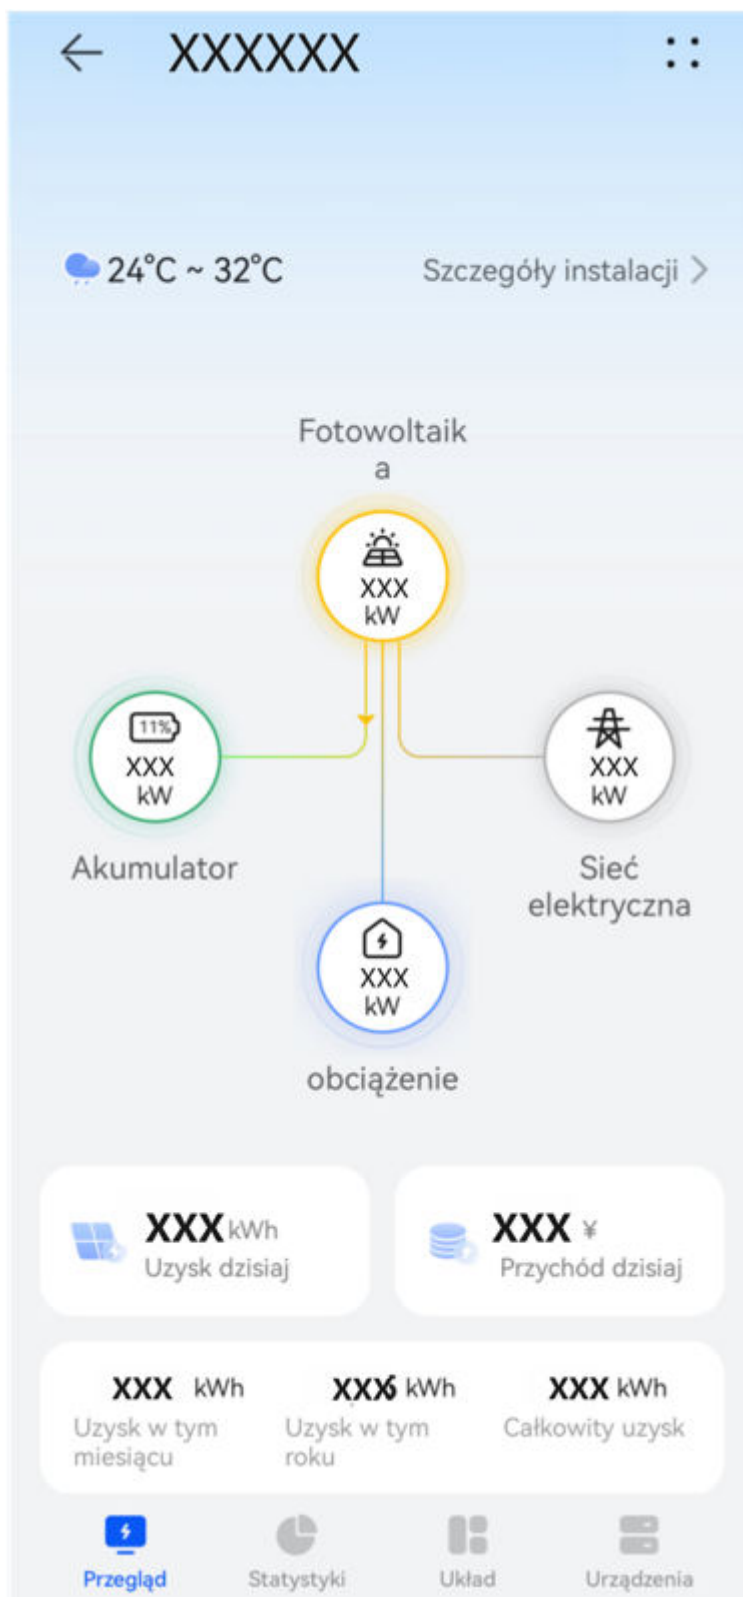 XXXXXX
24°C ~ 32°C
Szczegóły instalacji
Fotowoltaik
a
XXX
kW
11%
XXX
kW
XXX
kW
Akumulator
Sieć
elektryczna
XXX
kW
obciążenie
XXX kWh
Uzysk dzisiaj
XXX ¥
Przychód dzisiaj
XXX kWh
Uzysk w tym
miesiącu
XXX kWh
Uzysk w tym
roku
XXX kWh
Całkowity uzysk
Przegląd
Statystyki
Układ
Urządzenia